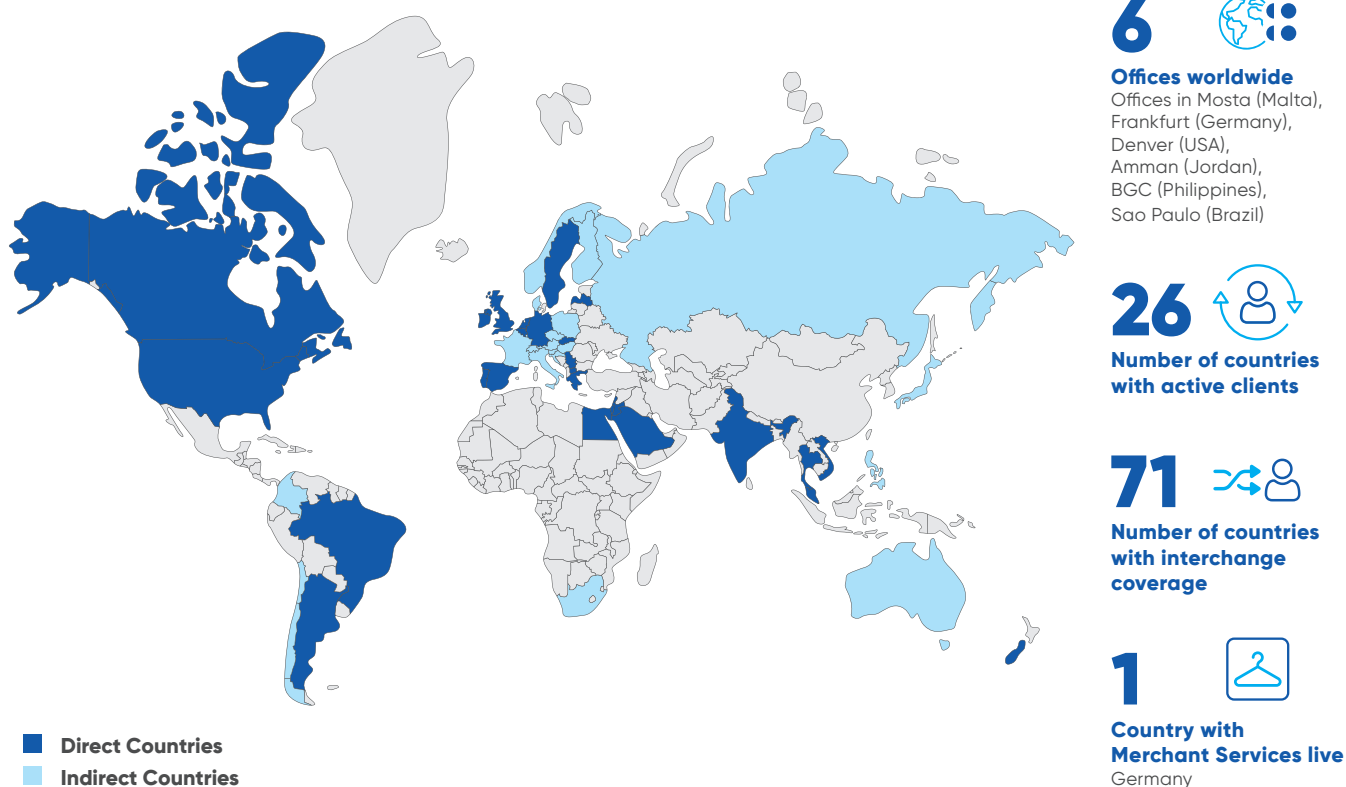 6
Offices worldwide
Offices in Mosta (Malta),
Frankfurt (Germany),
Denver (USA),
Amman (Jordan),
BGC (Philippines),
Sao Paulo (Brazil)
26
Number of countries
with active clients
71
Number of countries
with interchange
coverage
1
Country with
Merchant Services live
Germany
Direct Countries
Indirect Countries